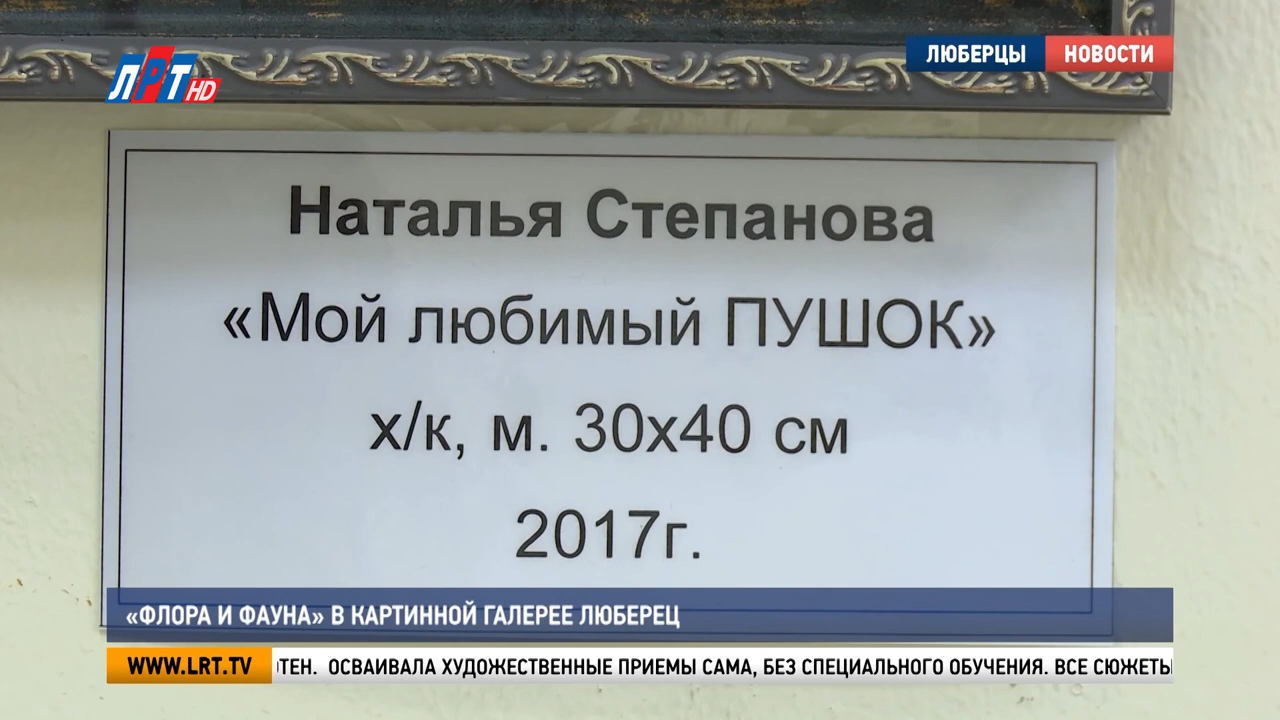 ЛРТ HD
ЛЮБЕРЦЫ НОВОСТИ
Наталья Степанова
«Мой любимый ПУШОК»
х/к, м. 30х40 см
2017г.
«ФЛОРА И ФАУНА» В КАРТИННОЙ ГАЛЕРЕЕ ЛЮБЕРЕЦ
WWW.LRT.TV ОТЕН. ОСВАИВАЛА ХУДОЖЕСТВЕННЫЕ ПРИЕМЫ САМА, БЕЗ СПЕЦИАЛЬНОГО ОБУЧЕНИЯ. ВСЕ СЮЖЕТЫ